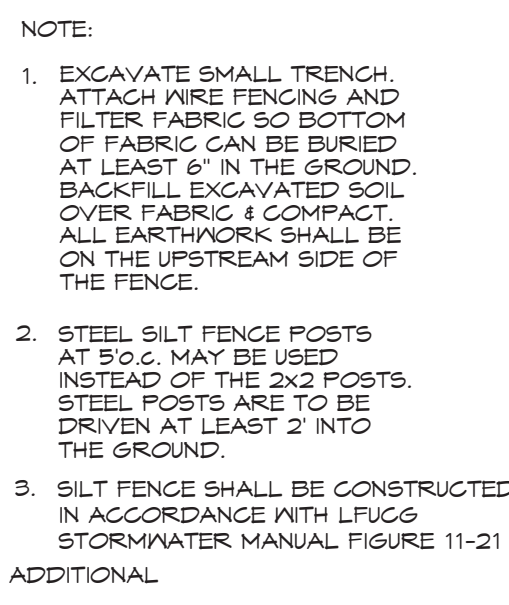 NOTE:
1. EXCAVATE SMALL TRENCH.
ATTACH WIRE FENCING AND
FILTER FABRIC SO BOTTOM
OF FABRIC CAN BE BURIED
AT LEAST 6" IN THE GROUND.
BACKFILL EXCAVATED SOIL
OVER FABRIC & COMPACT.
ALL EARTHWORK SHALL BE
ON THE UPSTREAM SIDE OF
THE FENCE.
2. STEEL SILT FENCE POSTS
AT 5'O.C. MAY BE USED
INSTEAD OF THE 2x2 POSTS.
STEEL POSTS ARE TO BE
DRIVEN AT LEAST 2' INTO
THE GROUND.
3. SILT FENCE SHALL BE CONSTRUCTED
IN ACCORDANCE WITH LFUCG
STORMWATER MANUAL FIGURE 11-21
ADDITIONAL